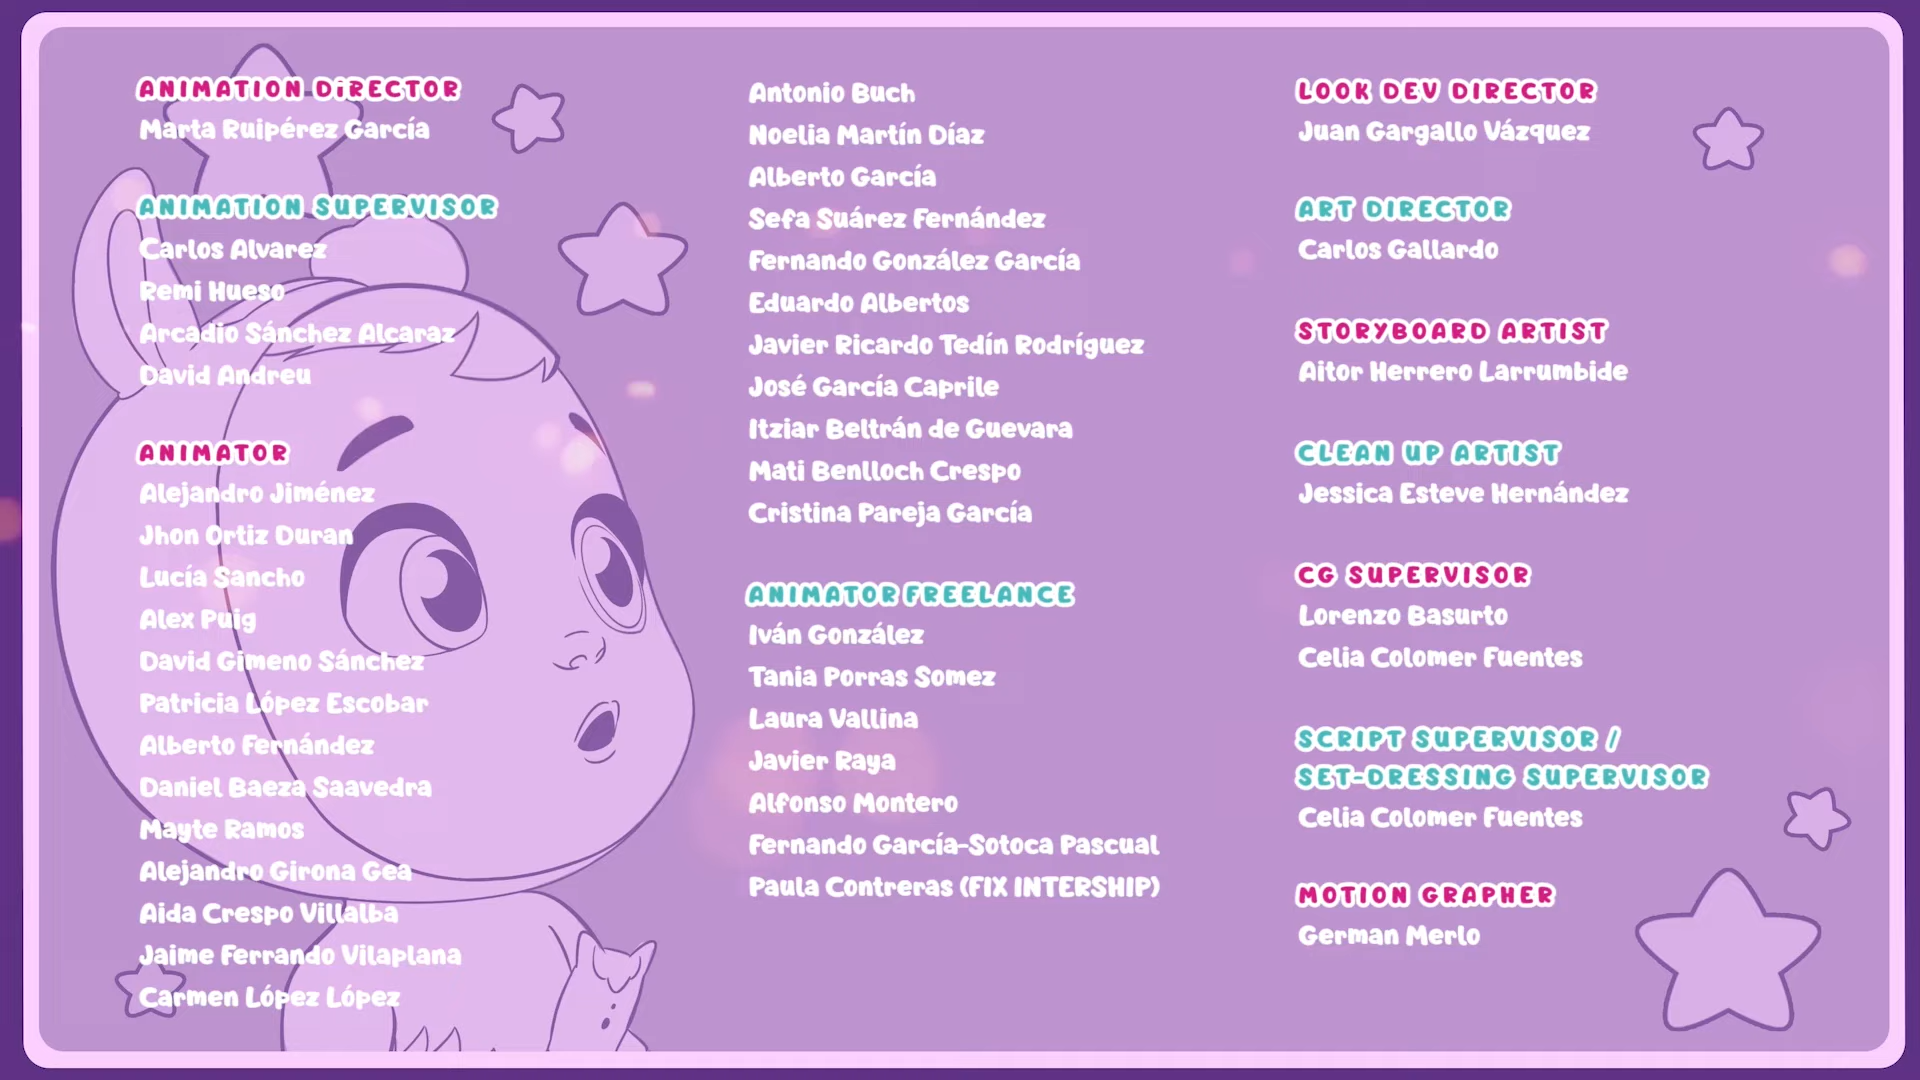 ANIMATION DIRECTOR
Marta Ruipérez García
ANIMATION SUPERVISOR
Carlos Alvarez
Remi Hueso
Arcadio Sánchez Alcaraz
David Andreu
ANIMATOR
Alejandro Jiménez
Jhon Ortiz Duran
Lucía Sancho
Alex Puig
David Gimeno Sánchez
Patricia López Escobar
Alberto Fernández
Daniel Baeza Saavedra
Mayte Ramos
Alejandro Girona Gea
Aida Crespo Villalba
Jaime Ferrando Vilaplana
Carmen López López
Antonio Buch
Noelia Martín Díaz
Alberto García
Sefa Suárez Fernández
Fernando González García
Eduardo Albertos
Javier Ricardo Tedín Rodríguez
José García Caprile
Itziar Beltrán de Guevara
Mati Benlloch Crespo
Cristina Pareja García
ANIMATOR FREELANCE
Iván González
Tania Porras Somez
Laura Vallina
Javier Raya
Alfonso Montero
Fernando García-Sotoca Pascual
Paula Contreras (FIX INTERSHIP)
LOOK DEV DIRECTOR
Juan Gargallo Vázquez
ART DIRECTOR
Carlos Gallardo
STORYBOARD ARTIST
Aitor Herrero Larrumbide
CLEAN UP ARTIST
Jessica Esteve Hernández
CG SUPERVISOR
Lorenzo Basurto
Celia Colomer Fuentes
SCRIPT SUPERVISOR /
SET-DRESSING SUPERVISOR
Celia Colomer Fuentes
MOTION GRAPHER
German Merlo